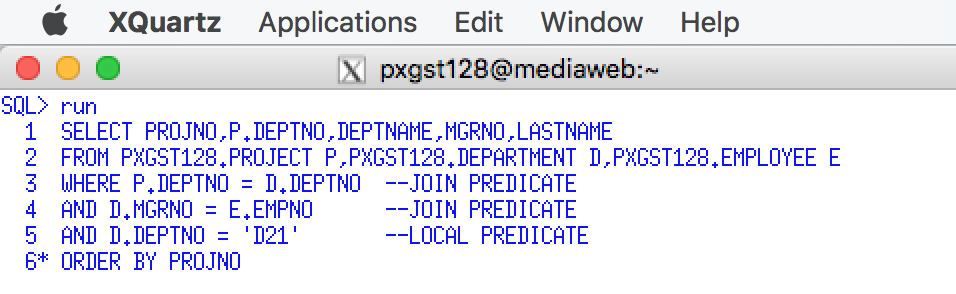 XQuartz Applications Edit Window Help
X pxgst128@mediaweb:~
SQL> run
  1  SELECT PROJNO,P.DEPTNO,DEPTNAME,MGRNO,LASTNAME
  2  FROM PXGST128.PROJECT P,PXGST128.DEPARTMENT D,PXGST128.EMPLOYEE E
  3  WHERE P.DEPTNO = D.DEPTNO  --JOIN PREDICATE
  4  AND D.MGRNO = E.EMPNO      --JOIN PREDICATE
  5  AND D.DEPTNO = 'D21'       --LOCAL PREDICATE
  6* ORDER BY PROJNO